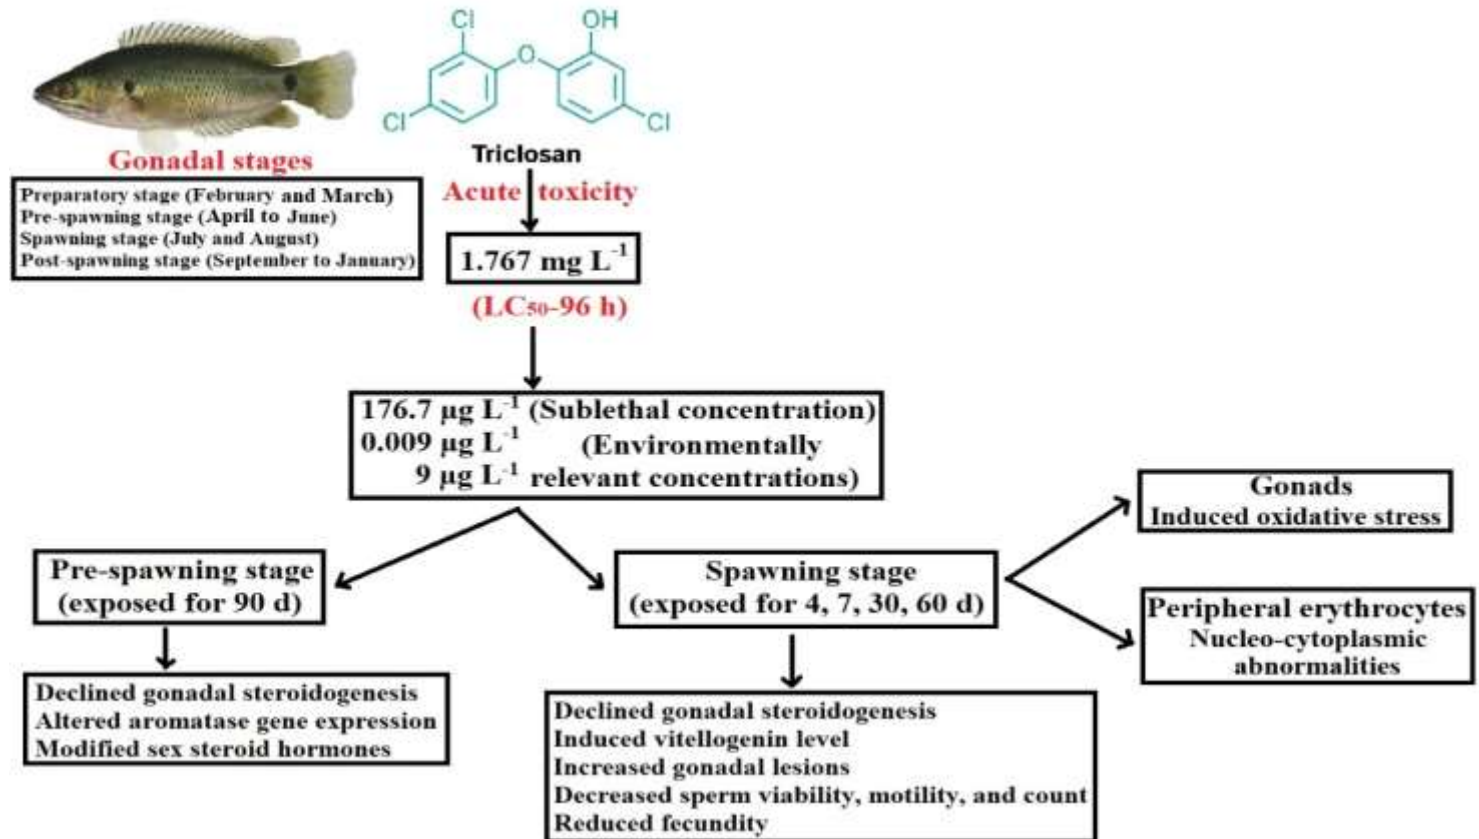 Cl
OH
O
Cl
Cl
Triclosan
Gonadal stages
Preparatory stage (February and March)
Pre-spawning stage (April to June)
Spawning stage (July and August)
Post-spawning stage (September to January)
Acute toxicity
1.767 mg L⁻¹
(LC₅₀-96 h)
176.7 µg L⁻¹ (Sublethal concentration)
0.009 µg L⁻¹ (Environmentally
9 µg L⁻¹ relevant concentrations)
Pre-spawning stage
(exposed for 90 d)
Declined gonadal steroidogenesis
Altered aromatase gene expression
Modified sex steroid hormones
Spawning stage
(exposed for 4, 7, 30, 60 d)
Declined gonadal steroidogenesis
Induced vitellogenin level
Increased gonadal lesions
Decreased sperm viability, motility, and count
Reduced fecundity
Gonads
Induced oxidative stress
Peripheral erythrocytes
Nucleo-cytoplasmic
abnormalities